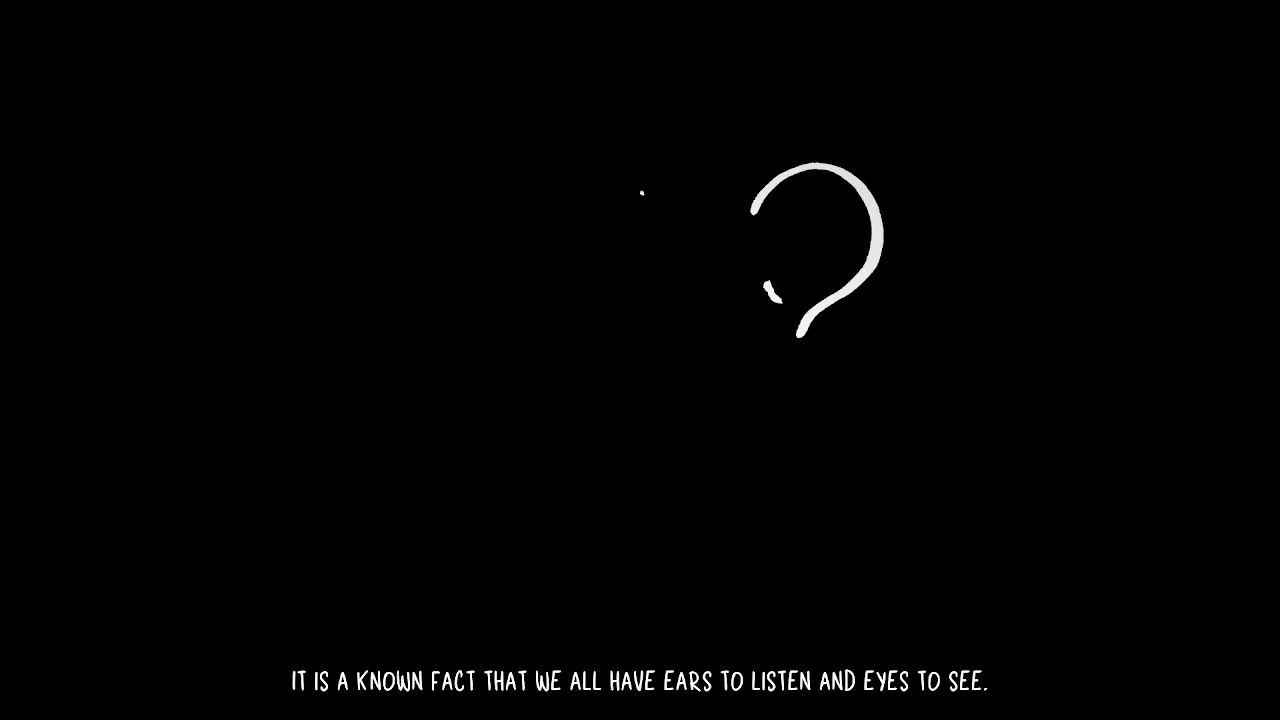 IT IS A KNOWN FACT THAT WE ALL HAVE EARS TO LISTEN AND EYES TO SEE.